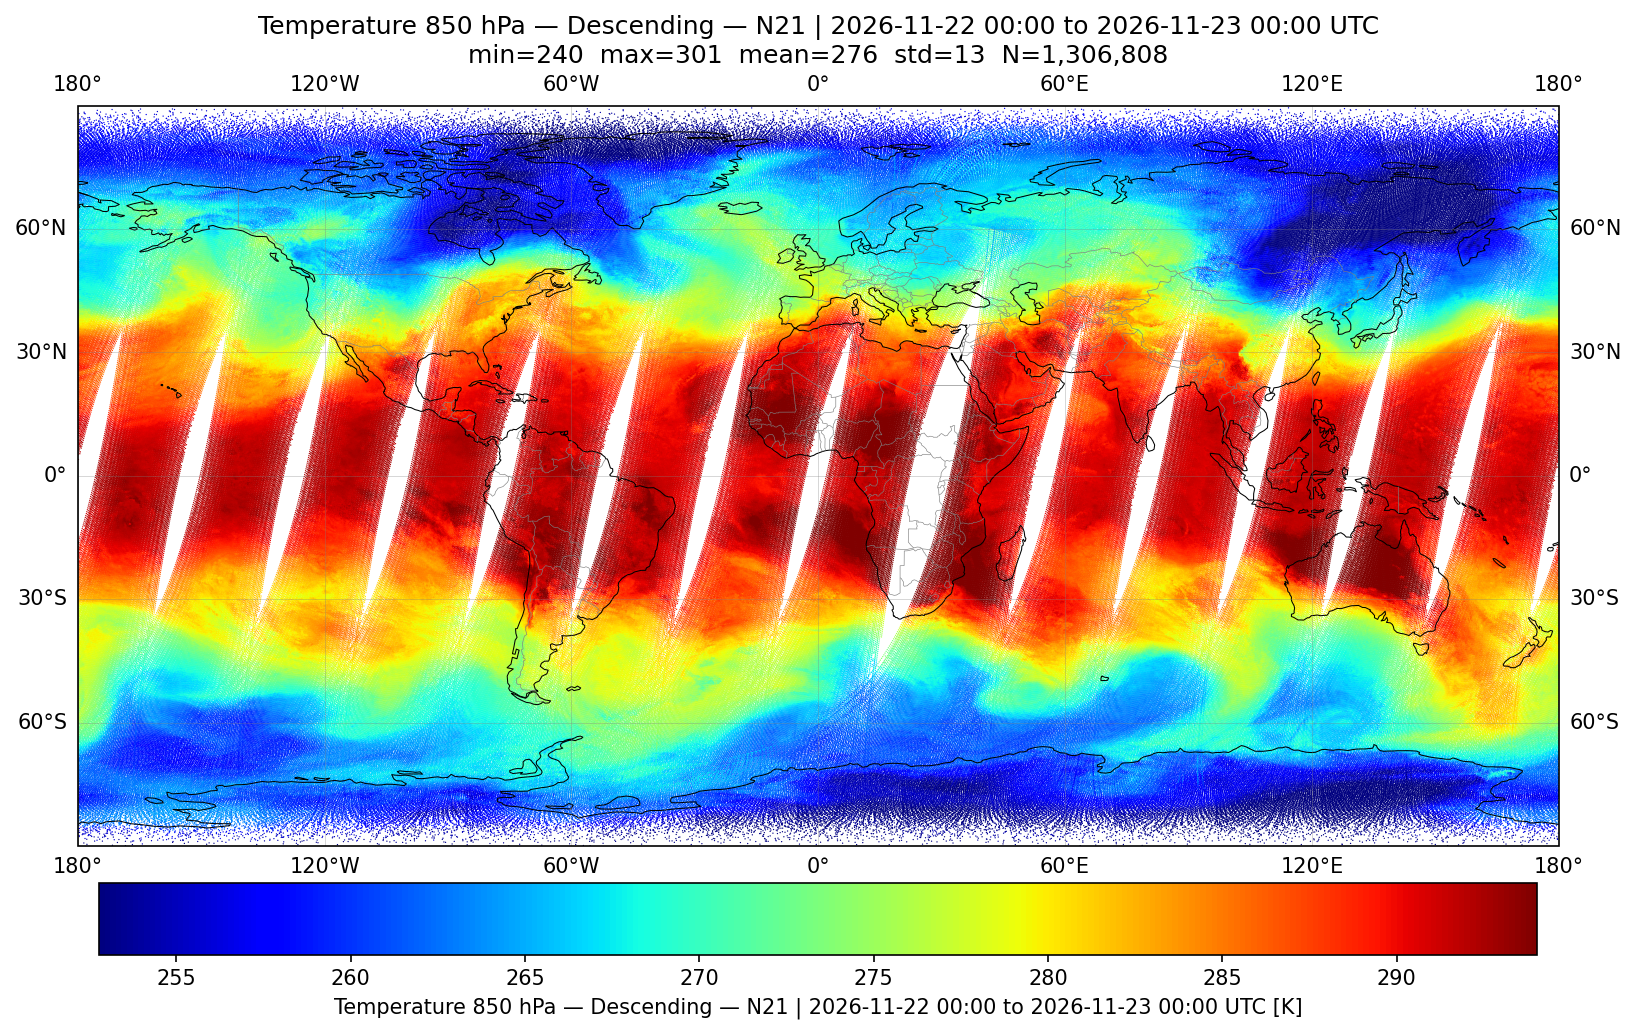 Temperature 850 hPa — Descending — N21 | 2026-11-22 00:00 to 2026-11-23 00:00 UTC
min=240 max=301 mean=276 std=13 N=1,306,808
180° 120°W 60°W 0° 60°E 120°E 180°
60°N 60°N
30°N 30°N
0° 0°
30°S 30°S
60°S 60°S
180° 120°W 60°W 0° 60°E 120°E 180°
255 260 265 270 275 280 285 290
Temperature 850 hPa — Descending — N21 | 2026-11-22 00:00 to 2026-11-23 00:00 UTC [K]